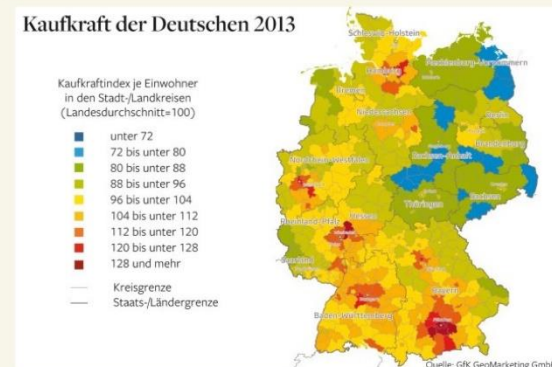 Kaufkraft der Deutschen 2013
Kaufkraftindex je Einwohner
in den Stadt-/Landkreisen
(Landesdurchschnitt=100)
unter 72
72 bis unter 80
80 bis unter 88
88 bis unter 96
96 bis unter 104
104 bis unter 112
112 bis unter 120
120 bis unter 128
128 und mehr
Kreisgrenze
Staats-/Ländergrenze
Schleswig-Holstein
Mecklenburg-Vorpommern
Hamburg
Bremen
Niedersachsen
Berlin
Brandenburg
Sachsen-Anhalt
Nordrhein-Westfalen
Sachsen
Thüringen
Hessen
Rheinland-Pfalz
Saarland
Bayern
Baden-Württemberg
Quelle: GfK GeoMarketing GmbH